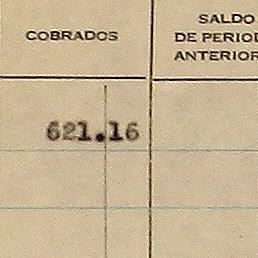 COBRADOS
SALDO
DE PERIOD
ANTERIOR
621.16